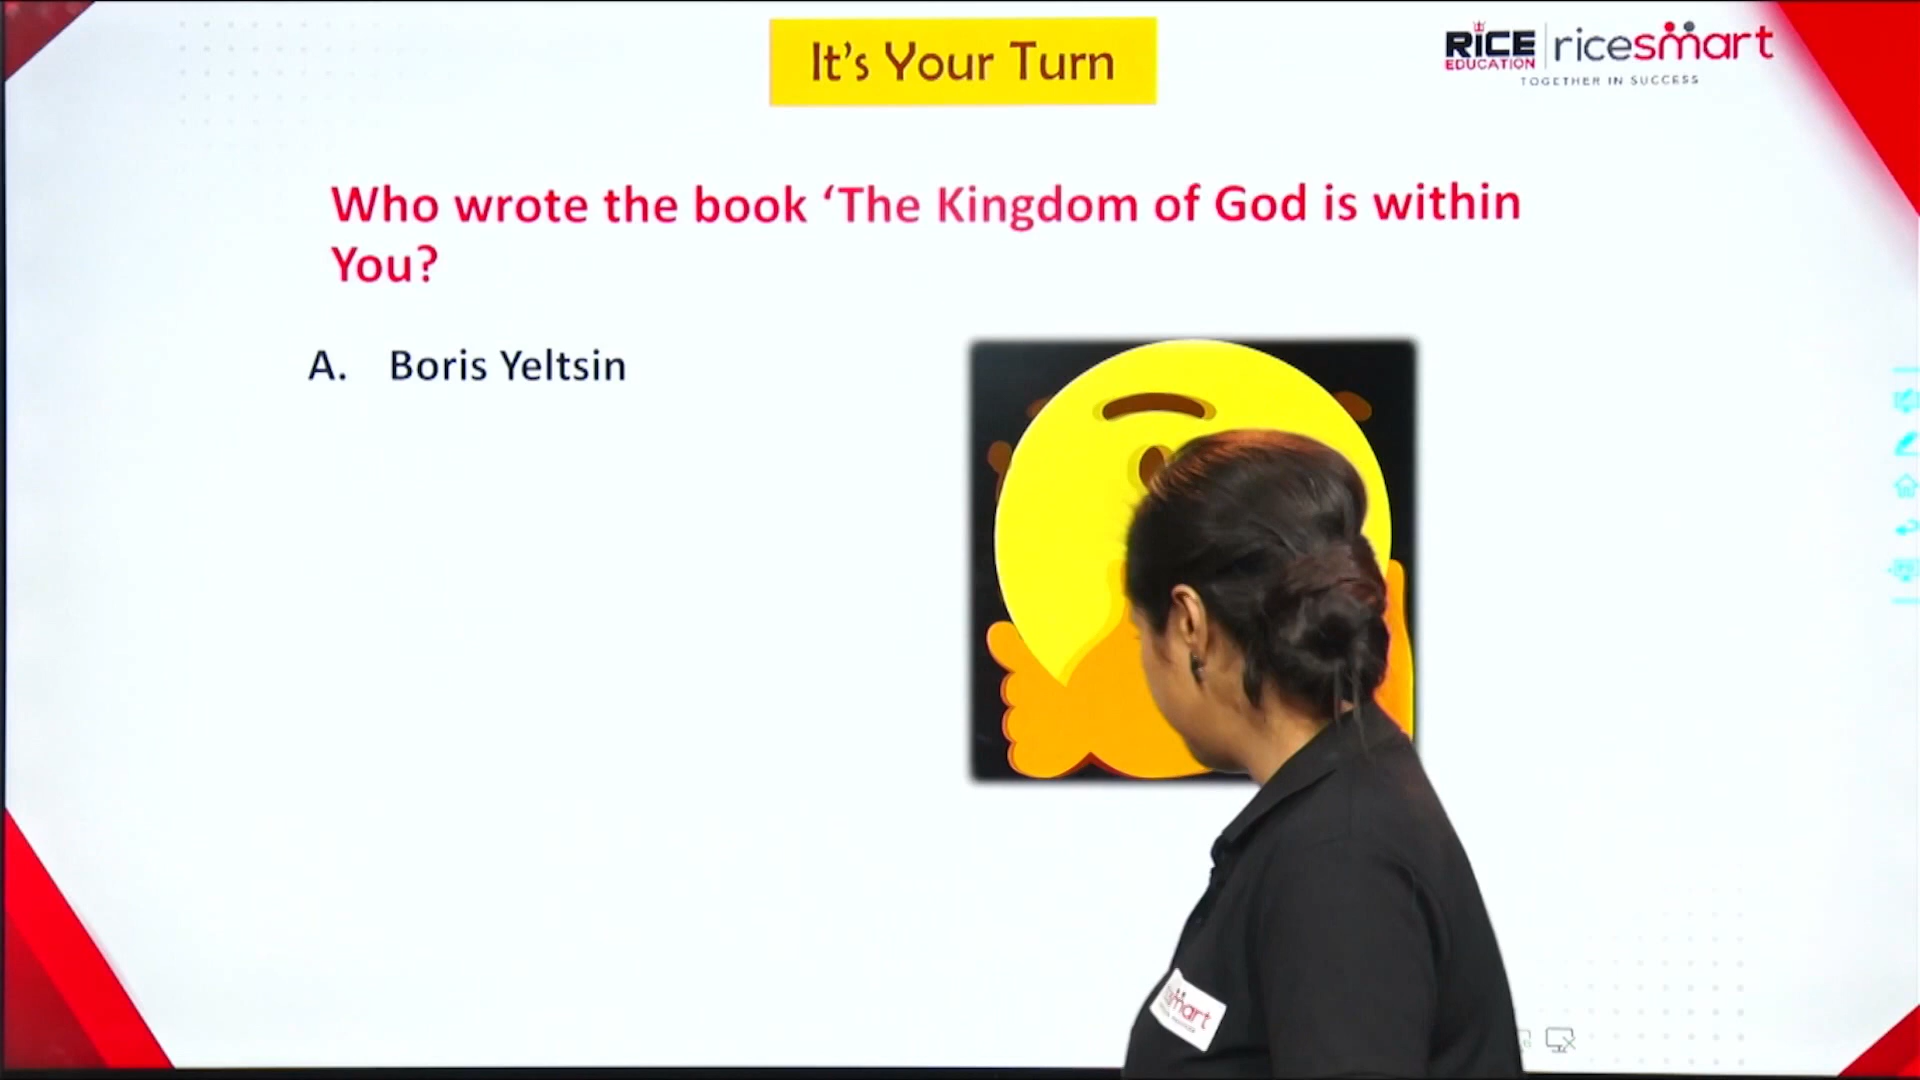 It's Your Turn
RICE
EDUCATION
ricesmart
TOGETHER IN SUCCESS
Who wrote the book ‘The Kingdom of God is within
You?
A. Boris Yeltsin
mart